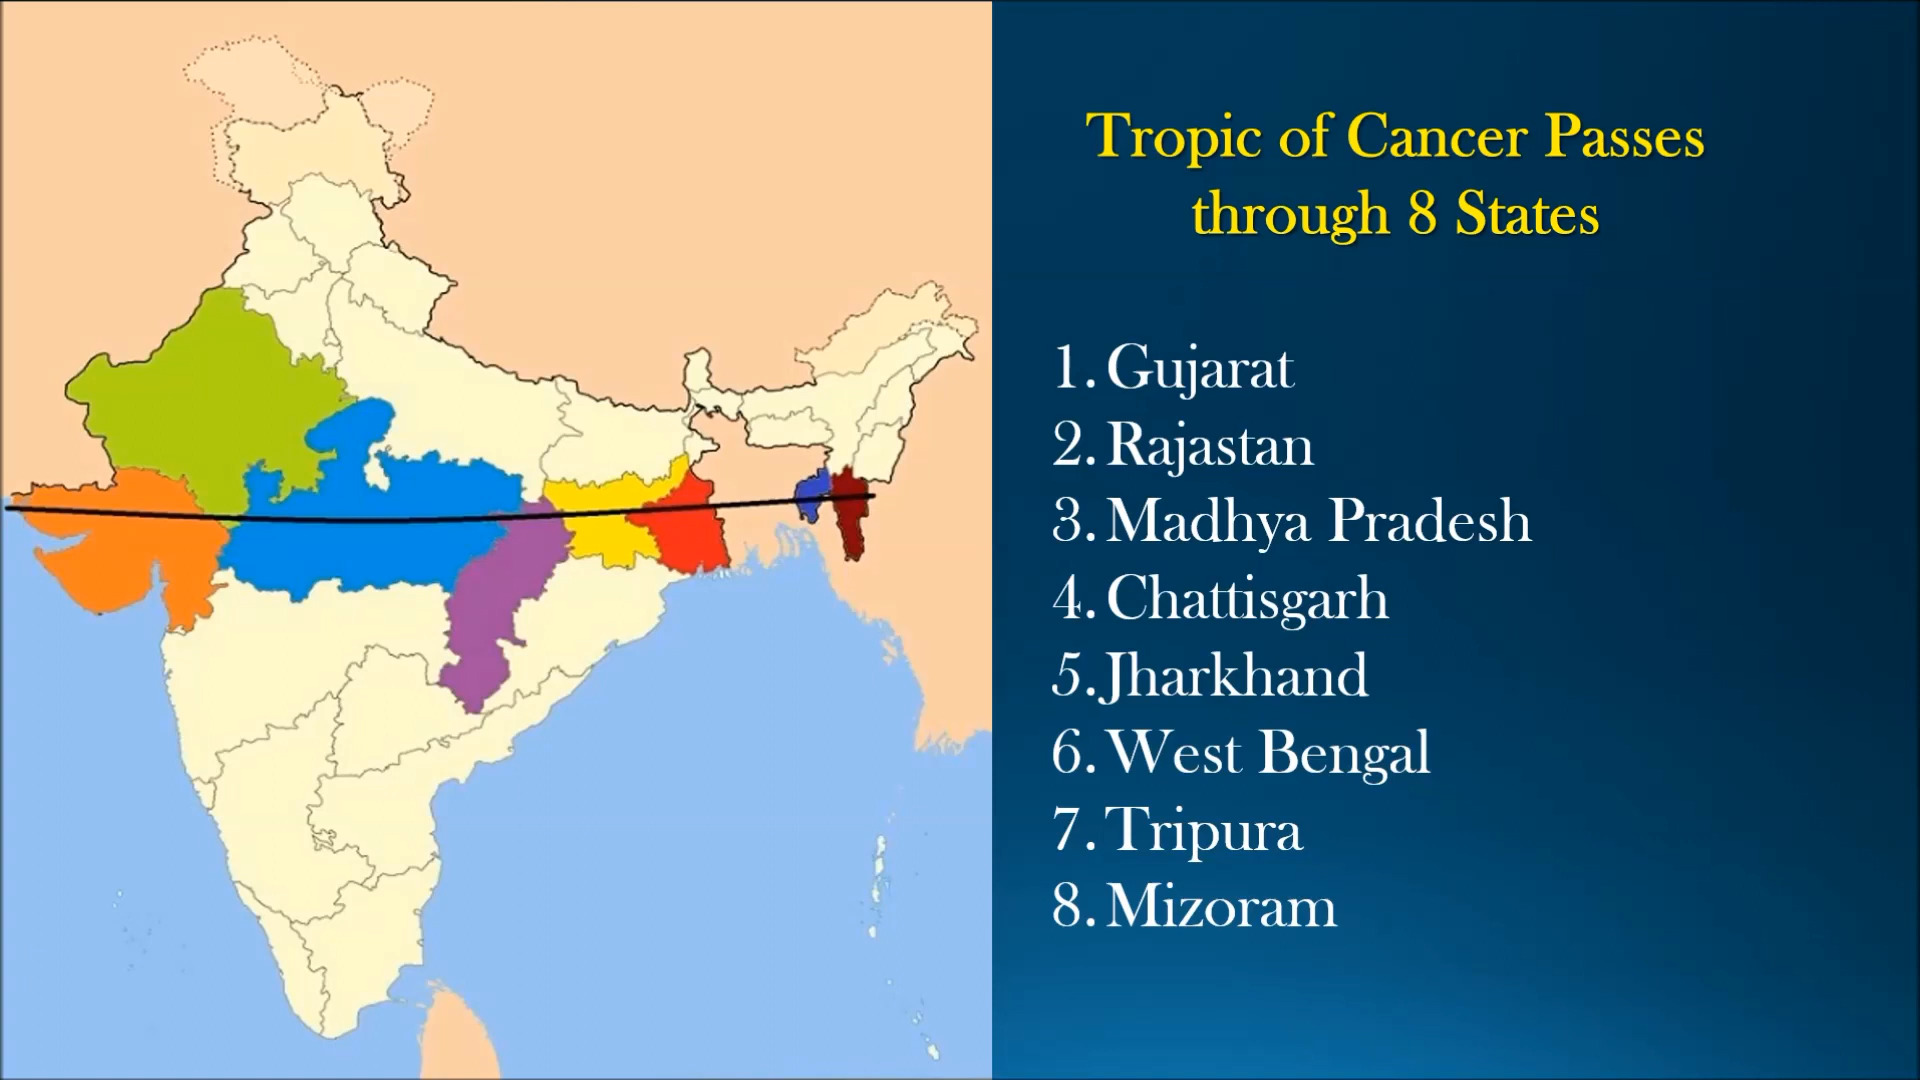 Tropic of Cancer Passes
through 8 States
1. Gujarat
2. Rajastan
3. Madhya Pradesh
4. Chattisgarh
5. Jharkhand
6. West Bengal
7. Tripura
8. Mizoram